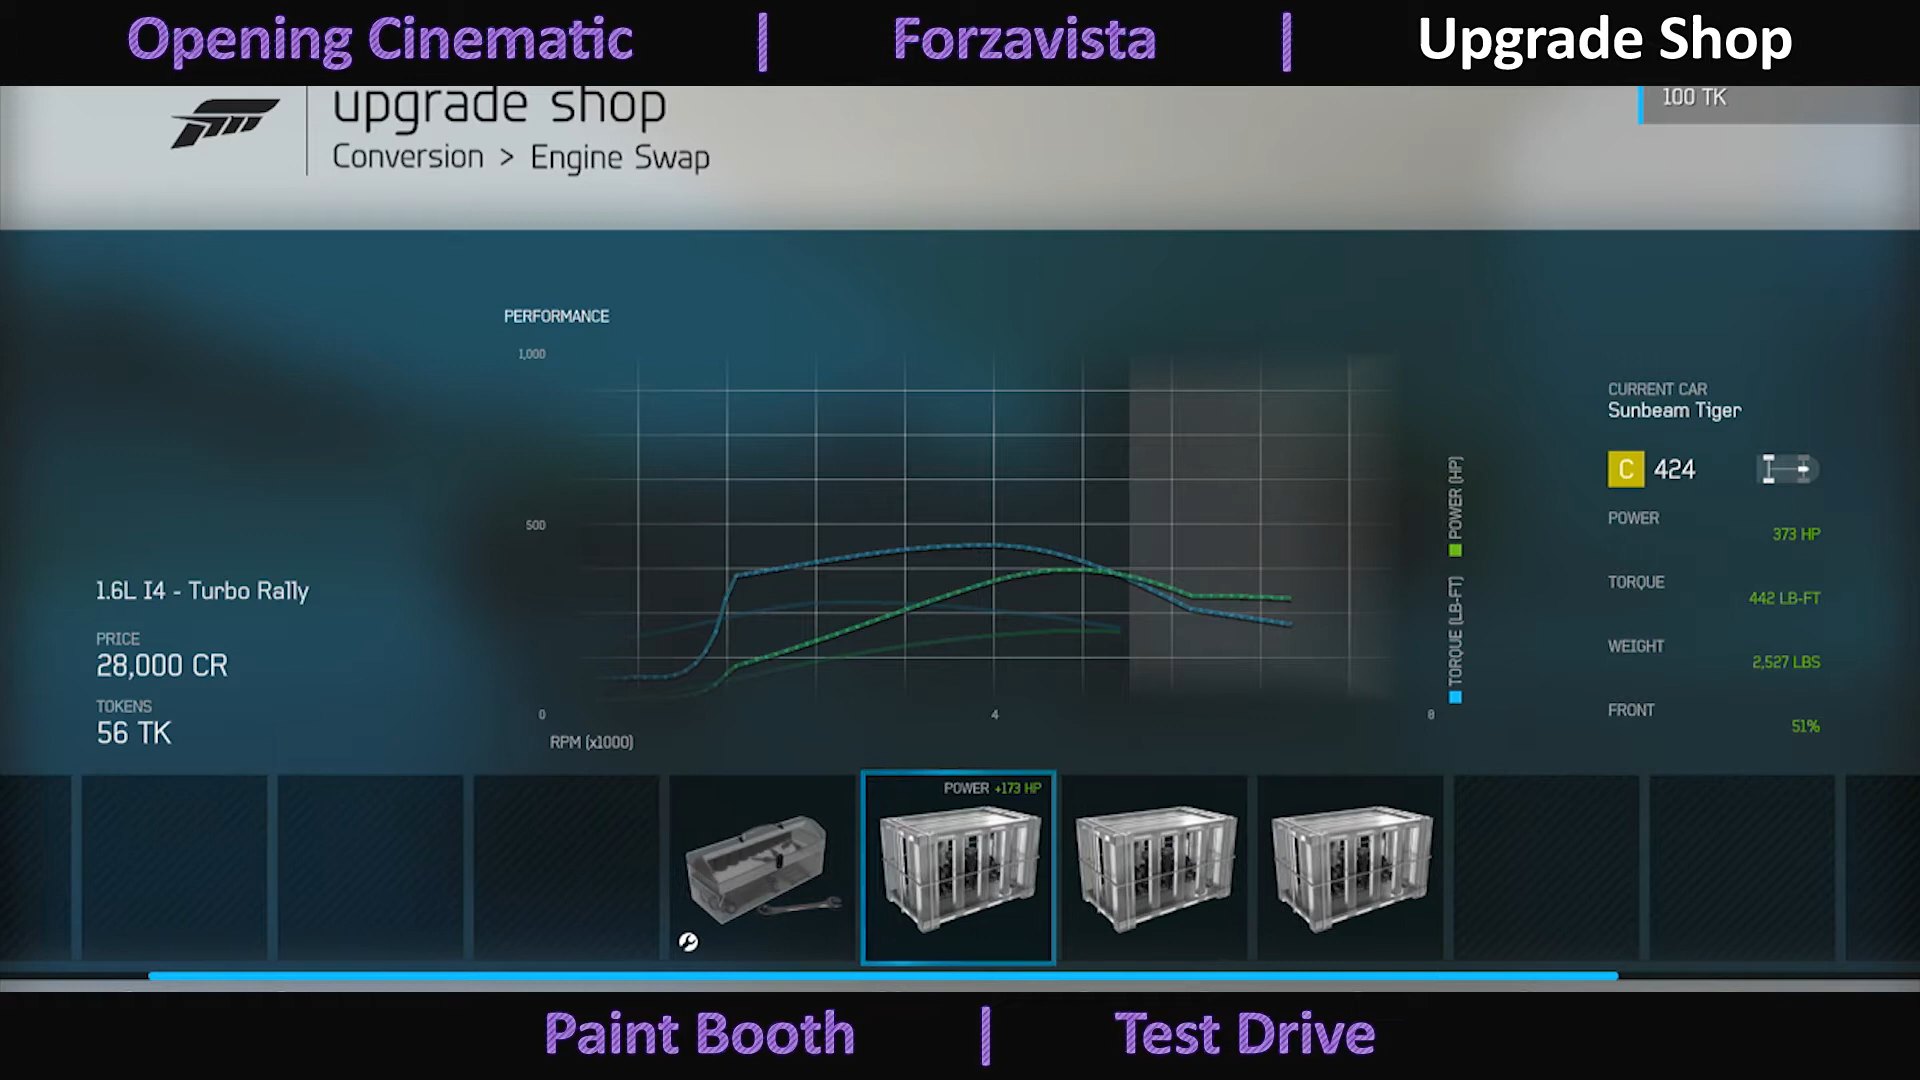 Opening Cinematic | Forzavista | Upgrade Shop
upgrade shop
Conversion > Engine Swap
100 TK
PERFORMANCE
1,000
500
0
4
8
RPM (x1000)
POWER (HP)
TORQUE (LB-FT)
1.6L I4 - Turbo Rally
PRICE
28,000 CR
TOKENS
56 TK
CURRENT CAR
Sunbeam Tiger
C 424
POWER
373 HP
TORQUE
442 LB-FT
WEIGHT
2,527 LBS
FRONT
51%
POWER +173 HP
Paint Booth | Test Drive